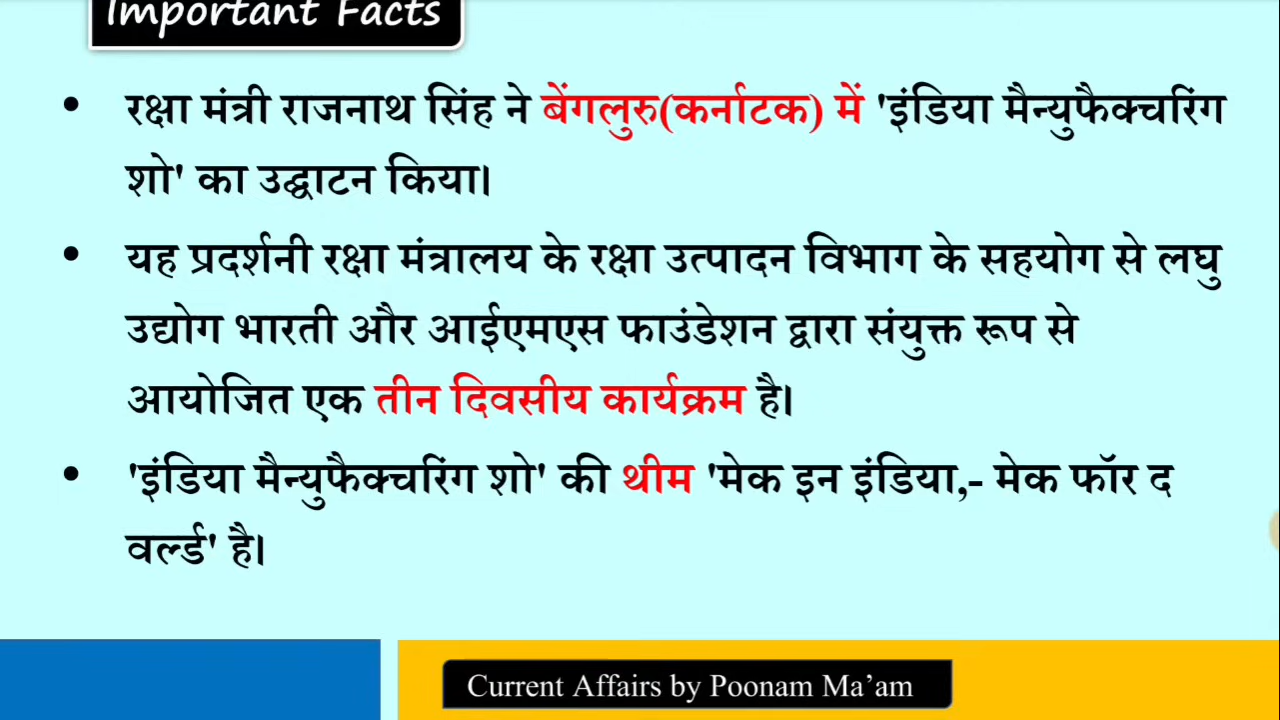 Important Facts
• रक्षा मंत्री राजनाथ सिंह ने बेंगलुरु(कर्नाटक) में 'इंडिया मैन्युफैक्चरिंग
शो' का उद्घाटन किया।
• यह प्रदर्शनी रक्षा मंत्रालय के रक्षा उत्पादन विभाग के सहयोग से लघु
उद्योग भारती और आईएमएस फाउंडेशन द्वारा संयुक्त रूप से
आयोजित एक तीन दिवसीय कार्यक्रम है।
• 'इंडिया मैन्युफैक्चरिंग शो' की थीम 'मेक इन इंडिया,- मेक फॉर द
वर्ल्ड' है।
Current Affairs by Poonam Ma’am